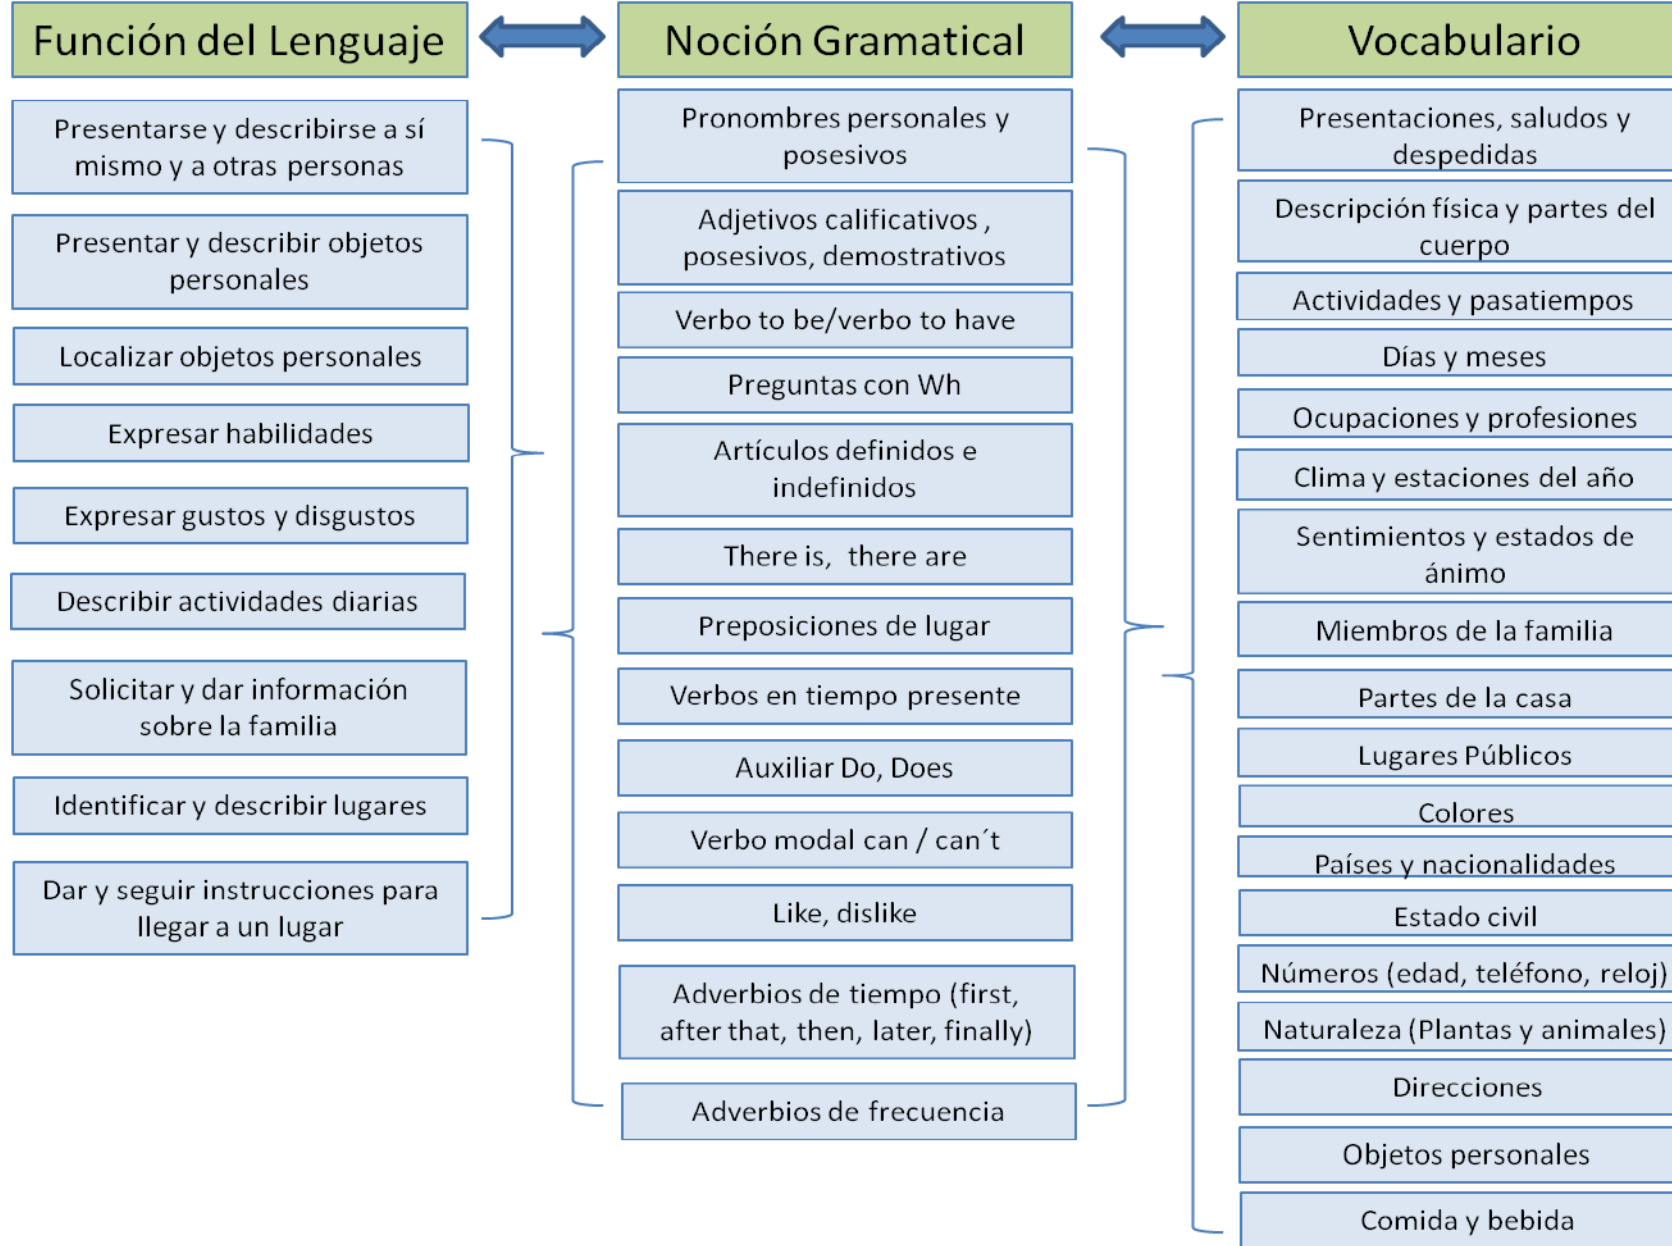 Función del Lenguaje
Presentarse y describirse a sí
mismo y a otras personas
Presentar y describir objetos
personales
Localizar objetos personales
Expresar habilidades
Expresar gustos y disgustos
Describir actividades diarias
Solicitar y dar información
sobre la familia
Identificar y describir lugares
Dar y seguir instrucciones para
llegar a un lugar
Noción Gramatical
Pronombres personales y
posesivos
Adjetivos calificativos ,
posesivos, demostrativos
Verbo to be/verbo to have
Preguntas con Wh
Artículos definidos e
indefinidos
There is, there are
Preposiciones de lugar
Verbos en tiempo presente
Auxiliar Do, Does
Verbo modal can / can´t
Like, dislike
Adverbios de tiempo (first,
after that, then, later, finally)
Adverbios de frecuencia
Vocabulario
Presentaciones, saludos y
despedidas
Descripción física y partes del
cuerpo
Actividades y pasatiempos
Días y meses
Ocupaciones y profesiones
Clima y estaciones del año
Sentimientos y estados de
ánimo
Miembros de la familia
Partes de la casa
Lugares Públicos
Colores
Países y nacionalidades
Estado civil
Números (edad, teléfono, reloj)
Naturaleza (Plantas y animales)
Direcciones
Objetos personales
Comida y bebida